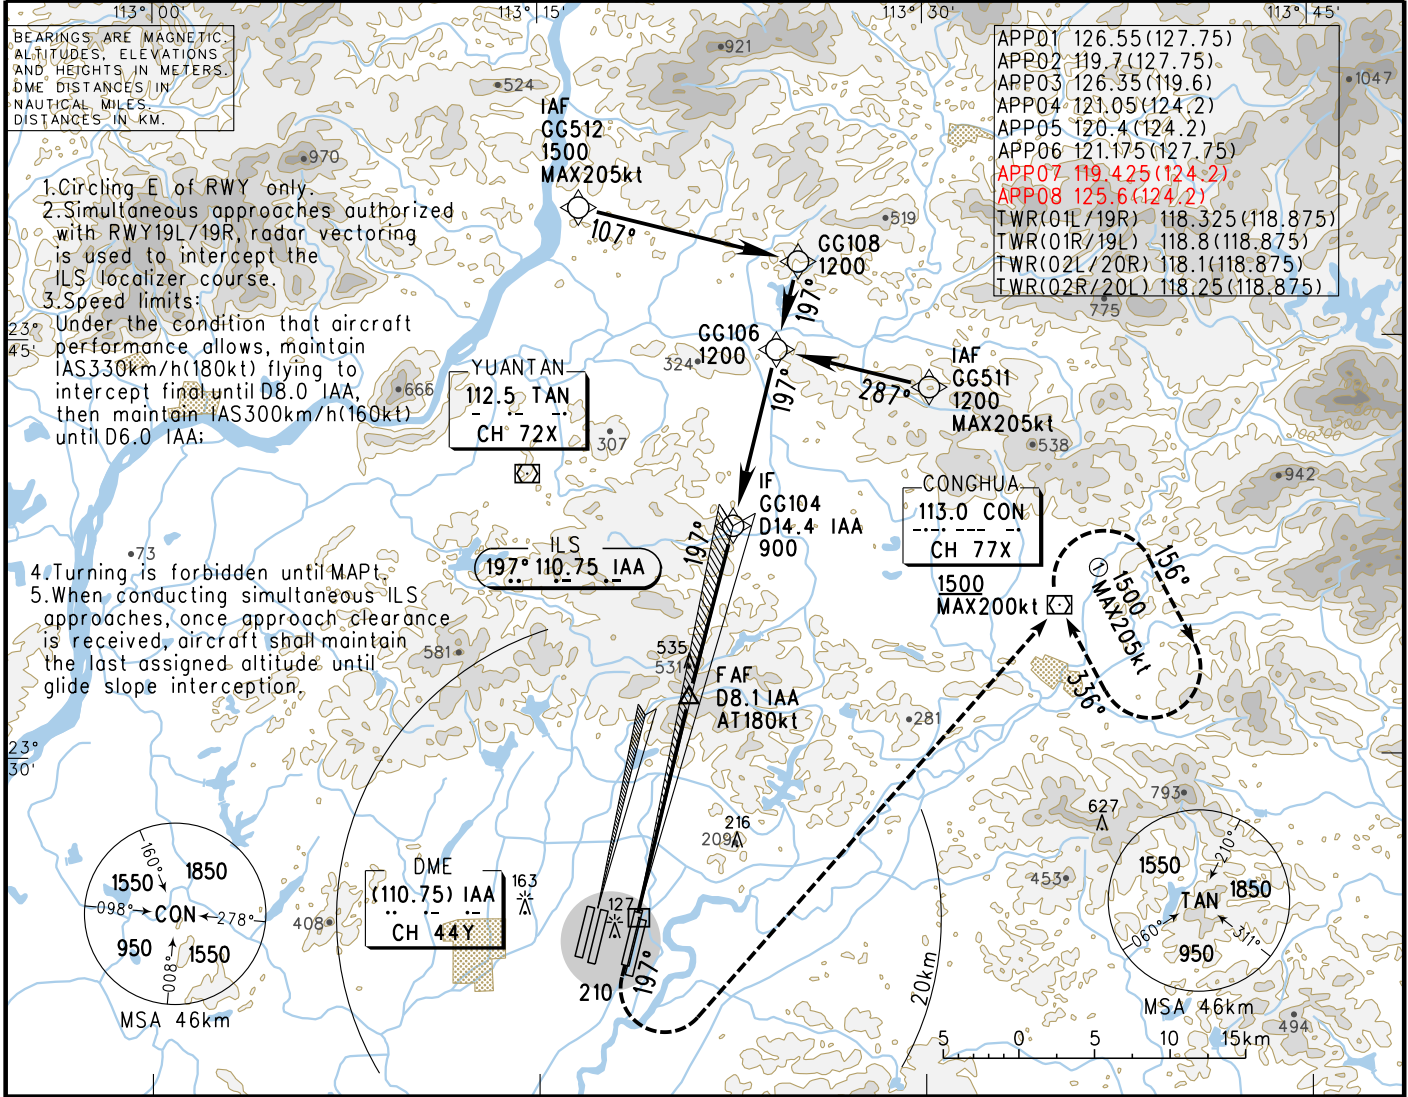 113° 00'
113° 15'
113° 30'
113° 45'
BEARINGS ARE MAGNETIC,
ALTITUDES, ELEVATIONS
AND HEIGHTS IN METERS.
DME DISTANCES IN
NAUTICAL MILES.
DISTANCES IN KM.
APP01 126.55(127.75)
APP02 119.7(127.75)
APP03 126.35(119.6)
APP04 121.05(124.2)
APP05 120.4(124.2)
APP06 121.175(127.75)
APP07 119.425(124.2)
APP08 125.6(124.2)
TWR(01L/19R) 118.325(118.875)
TWR(01R/19L) 118.8(118.875)
TWR(02L/20R) 118.1(118.875)
TWR(02R/20L) 118.25(118.875)
921
524
1047
970
519
775
IAF
GG512
1500
MAX205kt
107°
GG108
1200
197°
1.Circling E of RWY only.
2.Simultaneous approaches authorized
with RWY19L/19R, radar vectoring
is used to intercept the
ILS localizer course.
3.Speed limits:
Under the condition that aircraft
performance allows, maintain
IAS330km/h(180kt) flying to
intercept final until D8.0 IAA,
then maintain IAS300km/h(160kt)
until D6.0 IAA;
23°
45'
GG106
1200
324
197°
287°
IAF
GG511
1200
MAX205kt
666
YUANTAN
112.5 TAN
CH 72X
307
538
942
IF
GG104
D14.4 IAA
900
197°
CONGHUA
113.0 CON
CH 77X
ILS
197° 110.75 IAA
73
4.Turning is forbidden until MAPt.
5.When conducting simultaneous ILS
approaches, once approach clearance
is received, aircraft shall maintain
the last assigned altitude until
glide slope interception.
1500
MAX200kt
1
1500
MAX205kt
156°
336°
581
535
531
FAF
D8.1 IAA
AT180kt
281
23°
30'
793
627
216
209
453
DME
(110.75) IAA
CH 44Y
163
127
408
210
197°
160°
1850
1550
098°
CON
278°
950
1550
008°
MSA 46km
210°
1550
1850
TAN
060°
311°
950
MSA 46km
494
20km
5 0 5 10 15km